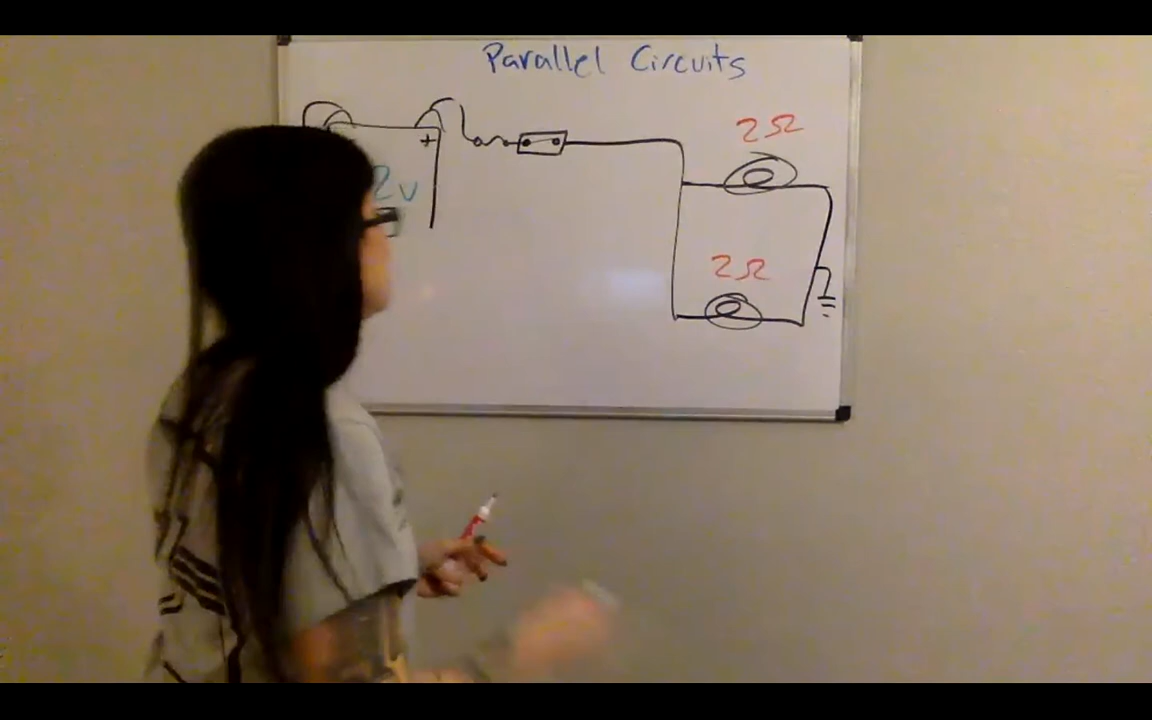 Parallel Circuits
2Ω
+
2v
2Ω